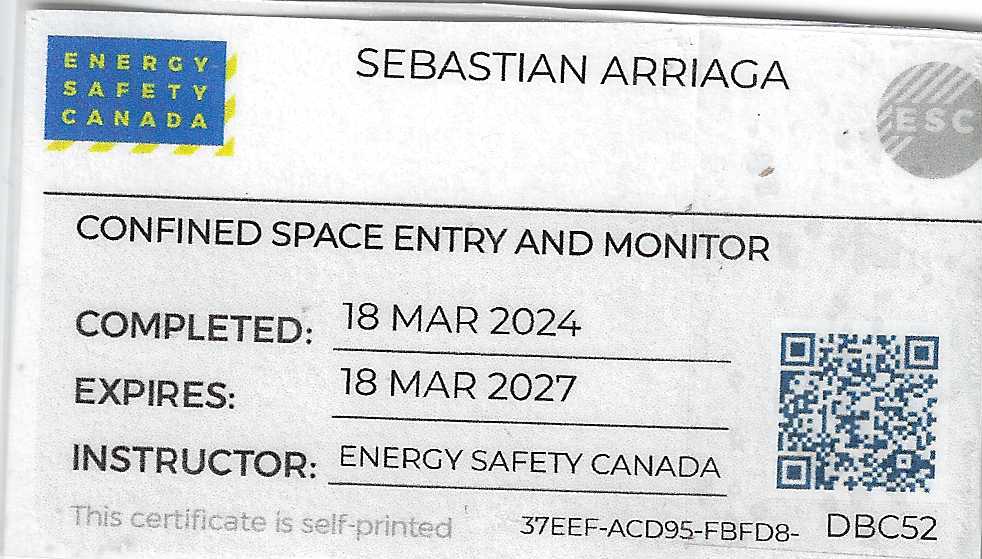 ENERGY
SAFETY
CANADA
SEBASTIAN ARRIAGA
ESC
CONFINED SPACE ENTRY AND MONITOR
COMPLETED: 18 MAR 2024
EXPIRES: 18 MAR 2027
INSTRUCTOR: ENERGY SAFETY CANADA
This certificate is self-printed 37EEF-ACD95-FBFD8- DBC52